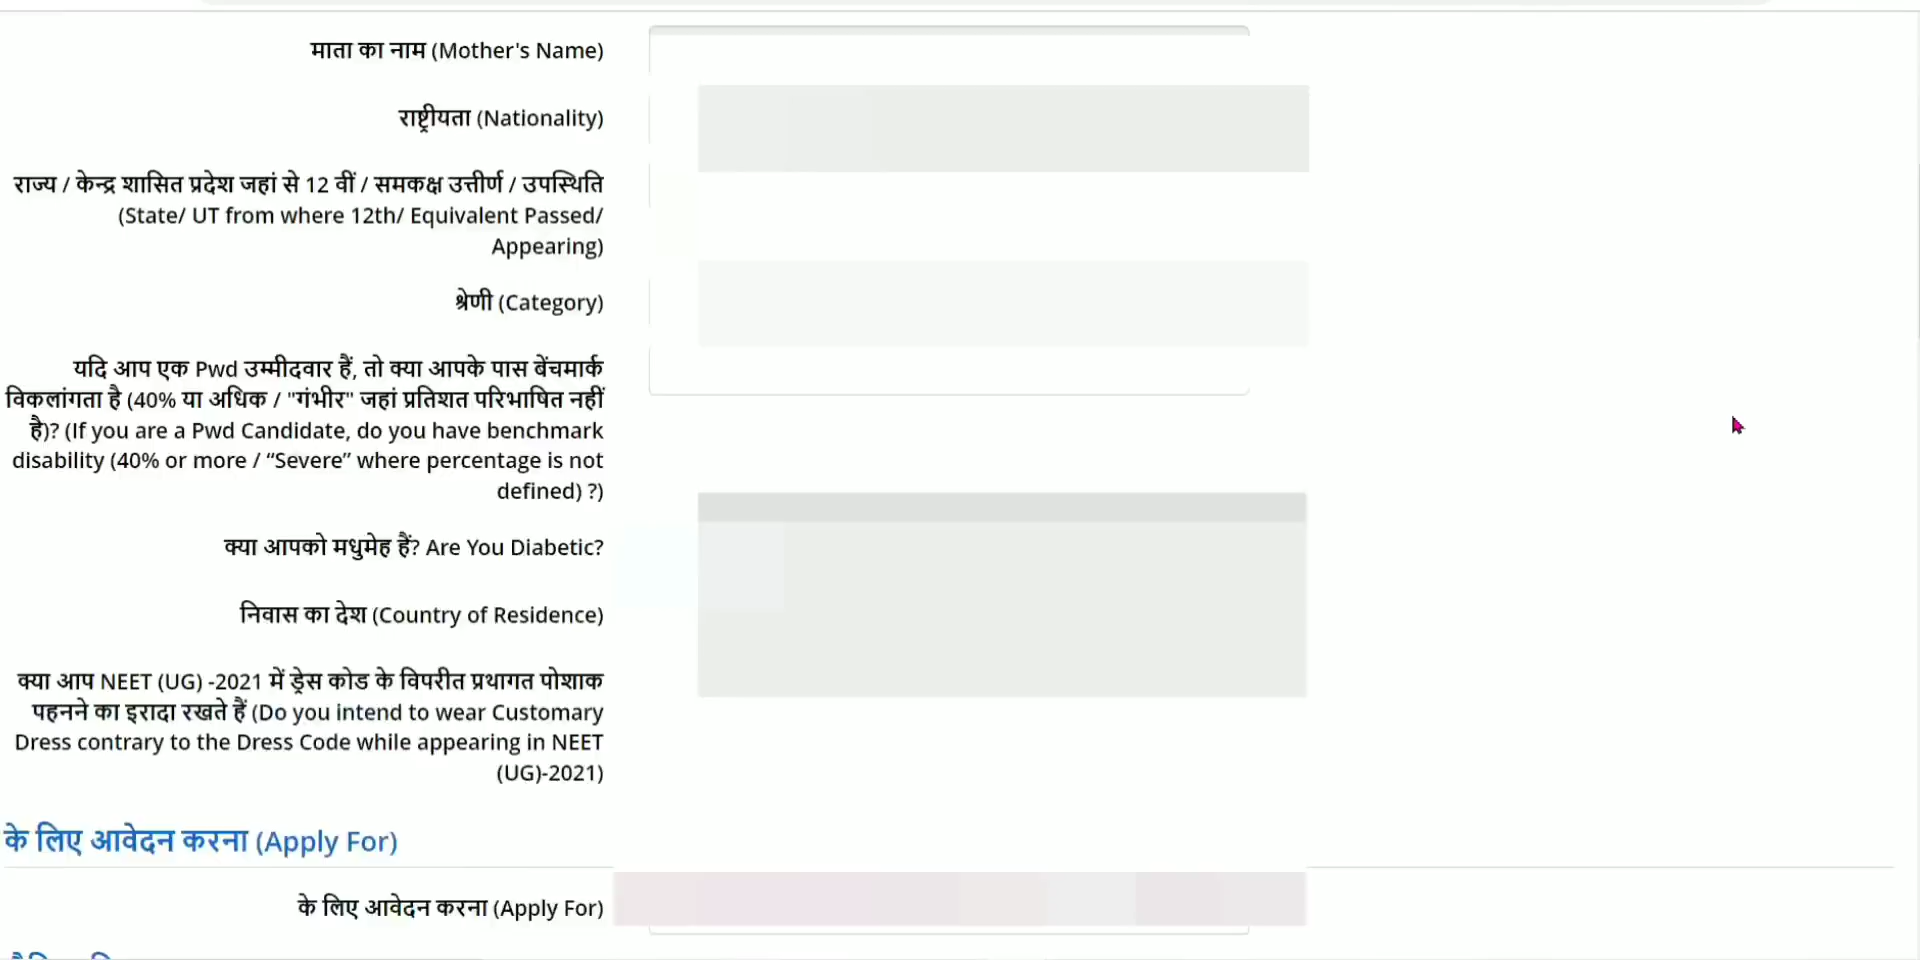 माता का नाम (Mother's Name)
राष्ट्रीयता (Nationality)
राज्य / केन्द्र शासित प्रदेश जहां से 12 वीं / समकक्ष उत्तीर्ण / उपस्थिति
(State/ UT from where 12th/ Equivalent Passed/
Appearing)
श्रेणी (Category)
यदि आप एक Pwd उम्मीदवार हैं, तो क्या आपके पास बेंचमार्क
विकलांगता है (40% या अधिक / "गंभीर" जहां प्रतिशत परिभाषित नहीं
है)? (If you are a Pwd Candidate, do you have benchmark
disability (40% or more / “Severe” where percentage is not
defined) ?)
क्या आपको मधुमेह हैं? Are You Diabetic?
निवास का देश (Country of Residence)
क्या आप NEET (UG) -2021 में ड्रेस कोड के विपरीत प्रथागत पोशाक
पहनने का इरादा रखते हैं (Do you intend to wear Customary
Dress contrary to the Dress Code while appearing in NEET
(UG)-2021)
के लिए आवेदन करना (Apply For)
के लिए आवेदन करना (Apply For)